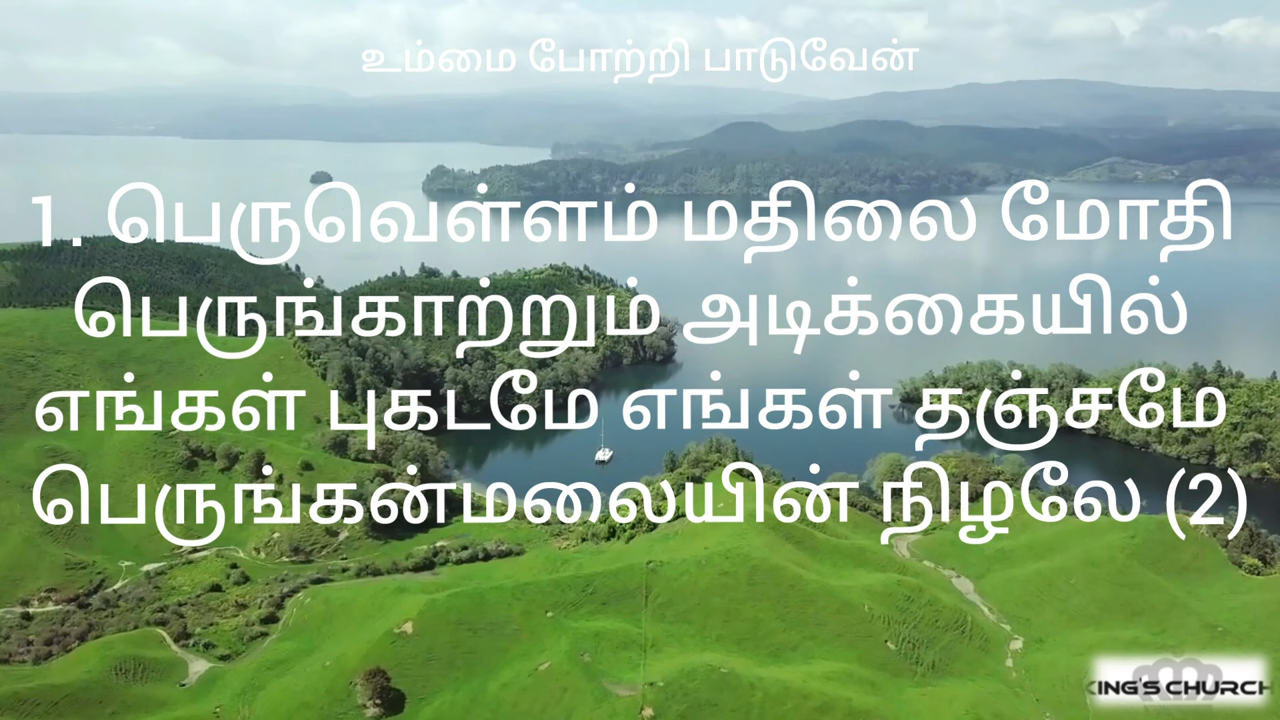 உம்மை போற்றி பாடுவேன்
1. பெருவெள்ளம் மதிலை மோதி
பெருங்காற்றும் அடிக்கையில்
எங்கள் புகடமே எங்கள் தஞ்சமே
பெருங்கன்மலையின் நிழலே (2)
KING'S CHURCH